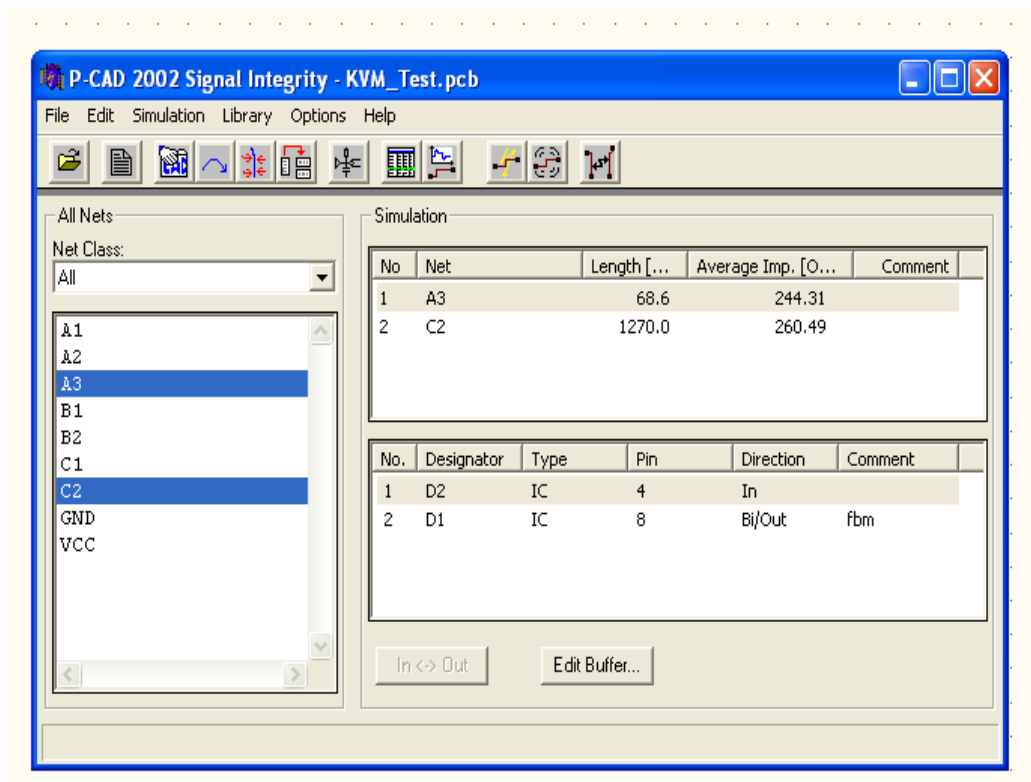 P-CAD 2002 Signal Integrity - KVM_Test.pcb
File Edit Simulation Library Options Help
All Nets
Net Class:
All
A1
A2
A3
B1
B2
C1
C2
GND
VCC
Simulation
No Net Length [... Average Imp. [O... Comment
1 A3 68.6 244.31
2 C2 1270.0 260.49
No. Designator Type Pin Direction Comment
1 D2 IC 4 In
2 D1 IC 8 Bi/Out fbm
In <-> Out Edit Buffer...